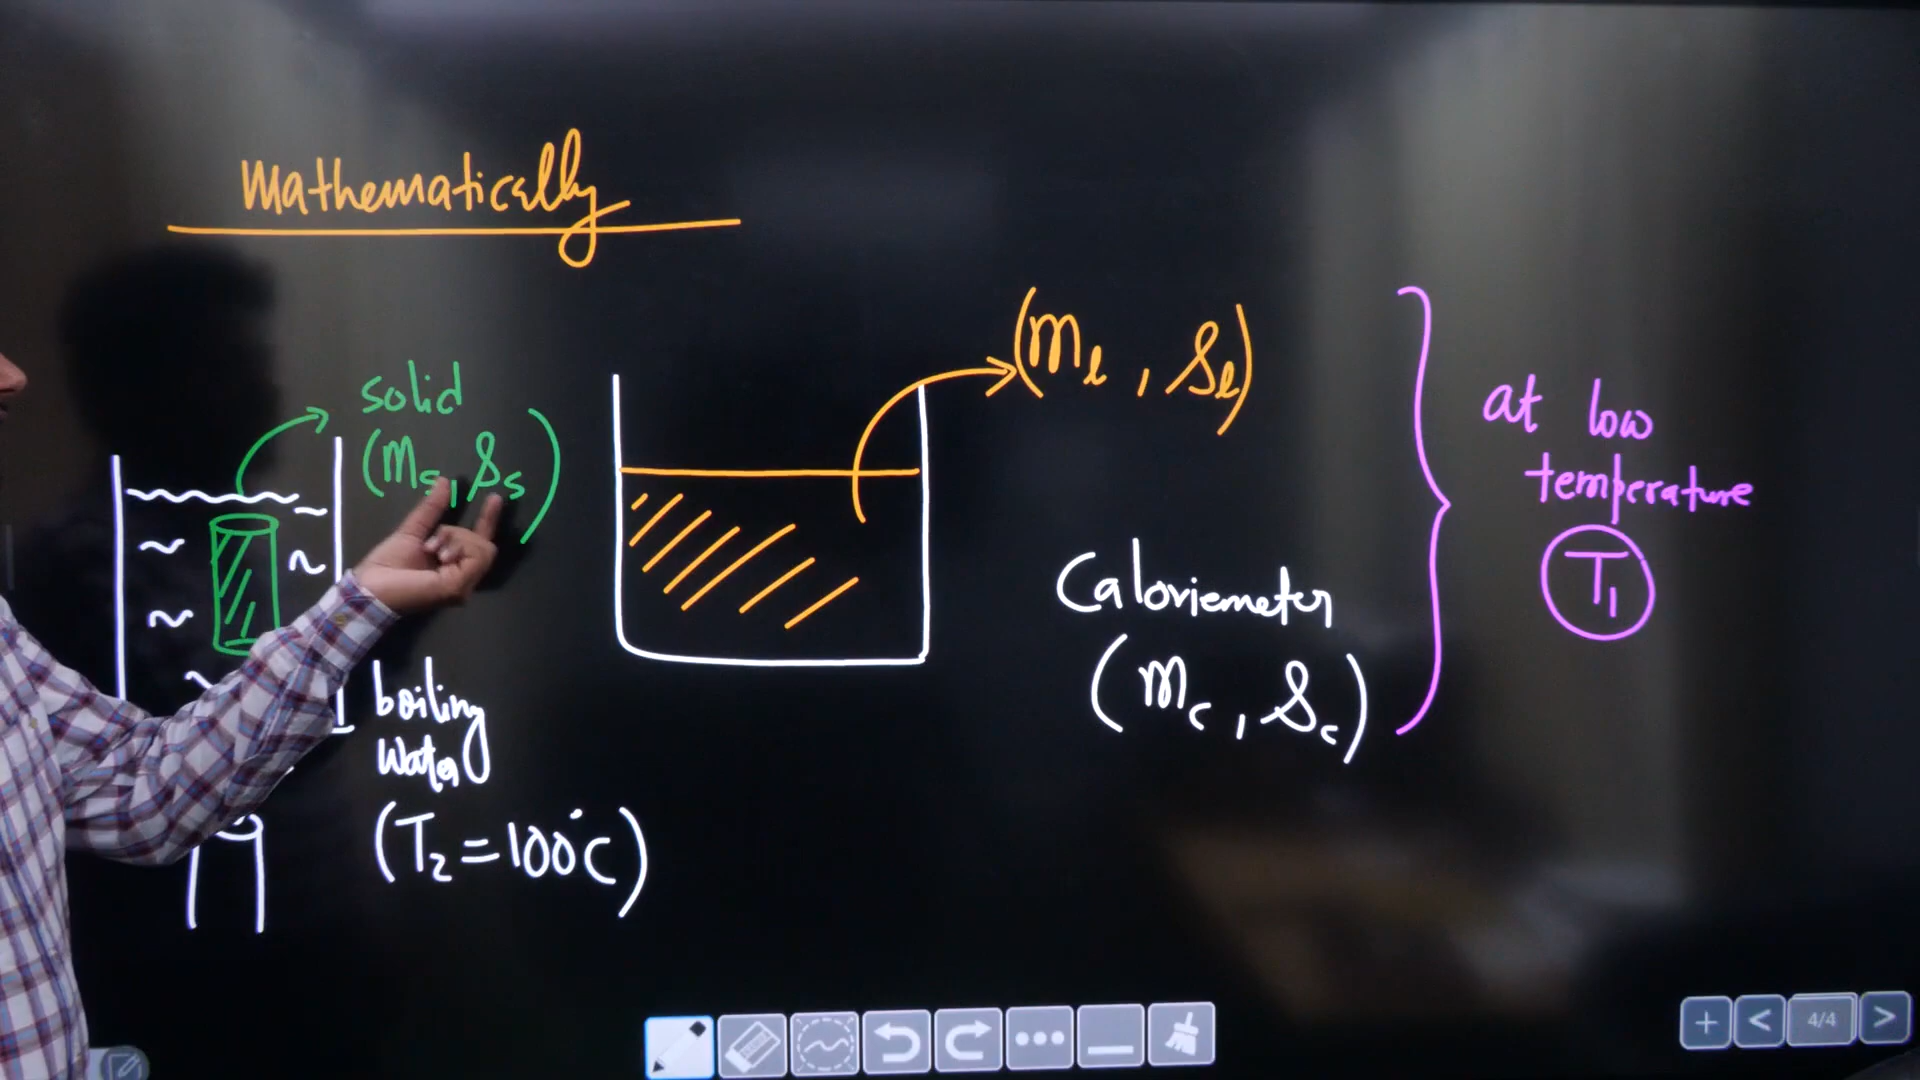 Mathematically
solid
(ms, Ss)
boiling
water
(T2 = 100°C)
(ml, Sl)
Caloriemeter
(mc, Sc)
at low
temperature
T1
4/4